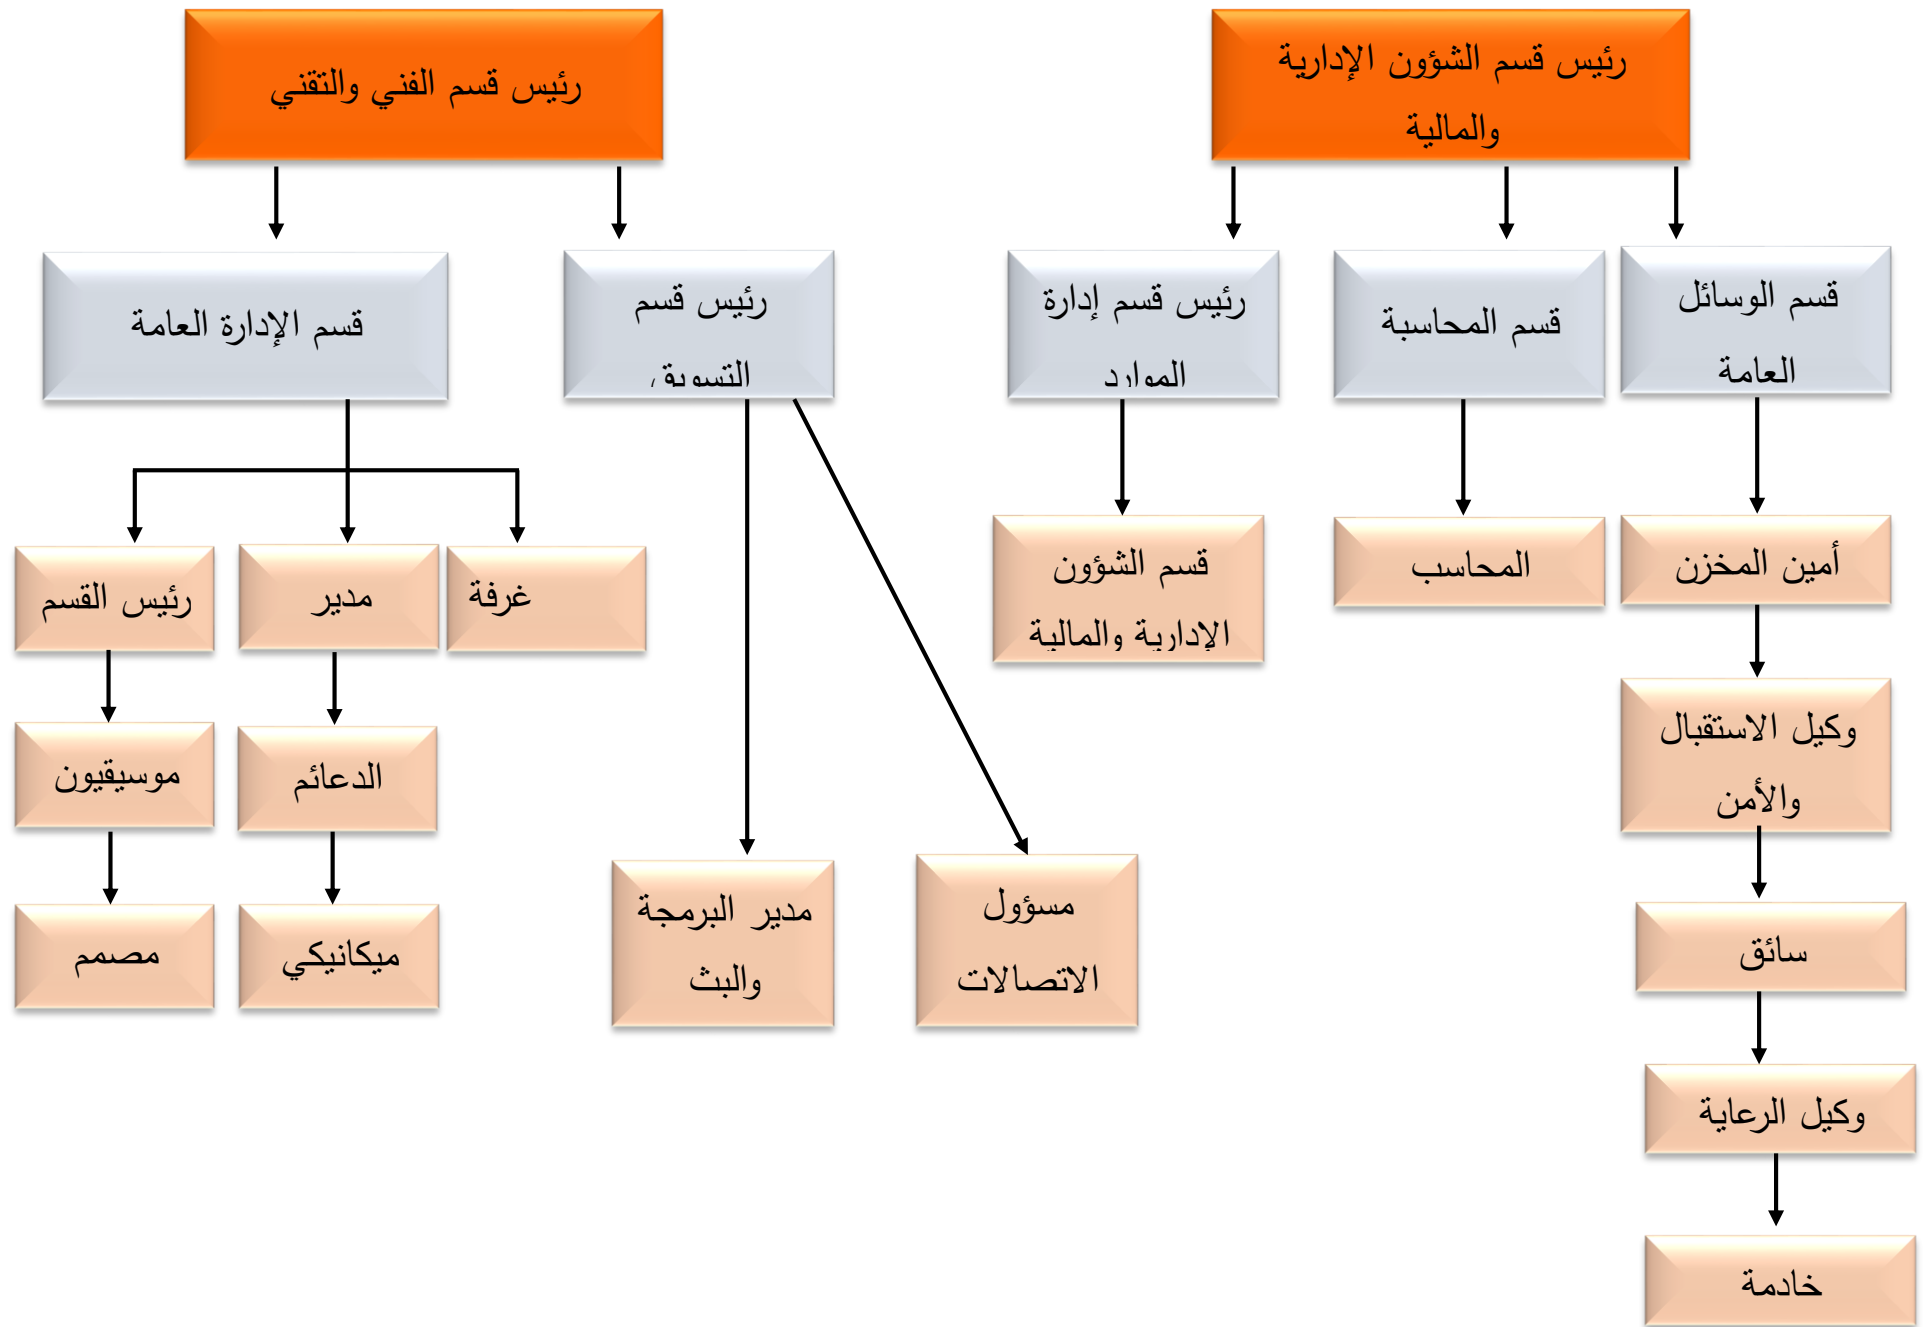 رئيس قسم الشؤون الإدارية
والمالية
رئيس قسم الفني والتقني
قسم الوسائل
العامة
قسم المحاسبة
رئيس قسم إدارة
الموارد
رئيس قسم
التسويق
قسم الإدارة العامة
أمين المخزن
المحاسب
قسم الشؤون
الإدارية والمالية
غرفة
مدير
رئيس القسم
وكيل الاستقبال
والأمن
الدعائم
موسيقيون
مسؤول
الاتصالات
مدير البرمجة
والبث
سائق
ميكانيكي
مصمم
وكيل الرعاية
خادمة